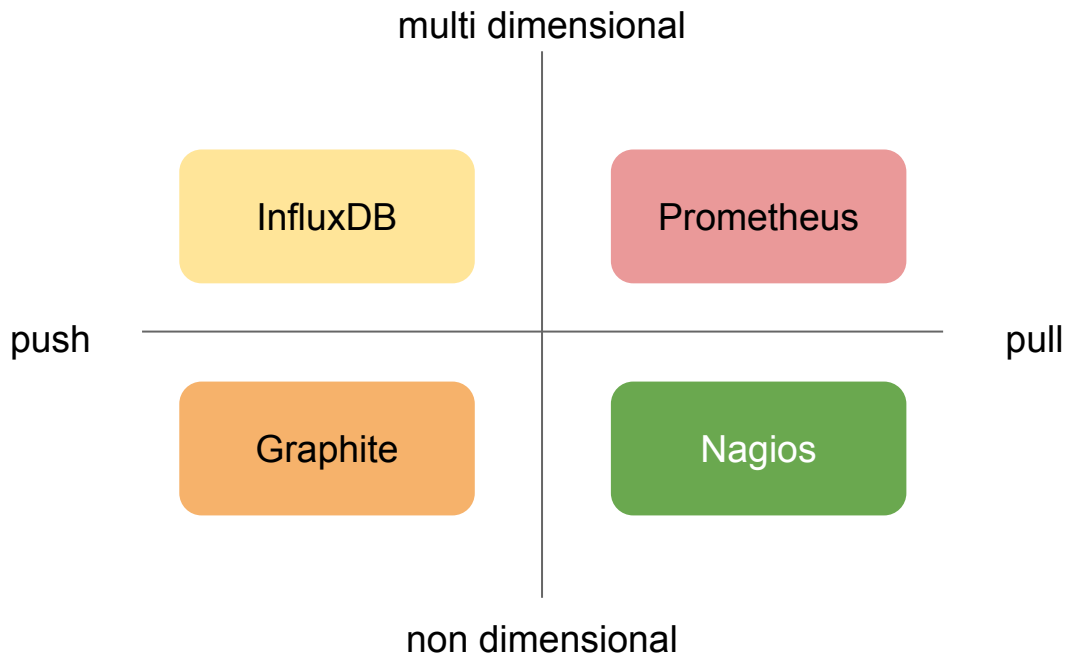 multi dimensional
InfluxDB
Prometheus
push
pull
Graphite
Nagios
non dimensional